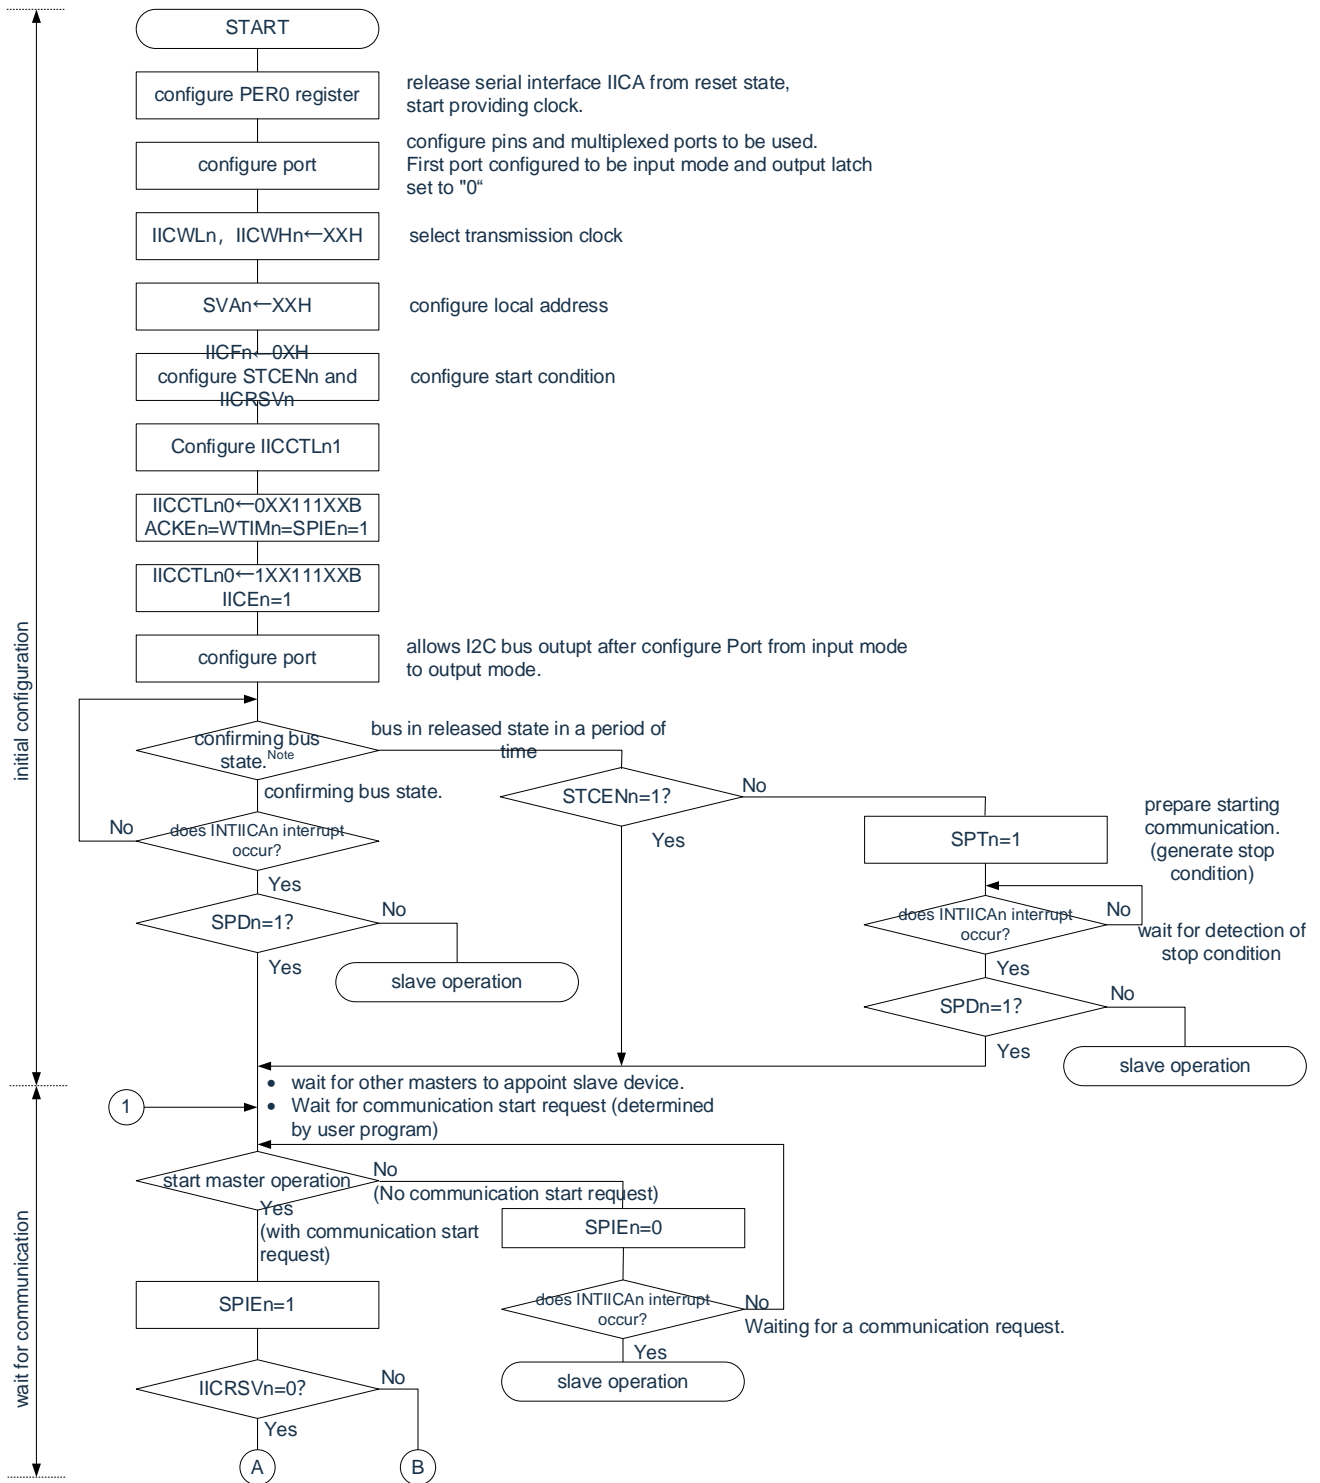 START
configure PER0 register
release serial interface IICA from reset state,
start providing clock.
configure port
configure pins and multiplexed ports to be used.
First port configured to be input mode and output latch
set to "0“
IICWLn，IICWHn←XXH
select transmission clock
SVAn←XXH
configure local address
IICFn←0XH
configure STCENn and
IICRSVn
configure start condition
Configure IICCTLn1
IICCTLn0←0XX111XXB
ACKEn=WTIMn=SPIEn=1
IICCTLn0←1XX111XXB
IICEn=1
configure port
allows I2C bus outupt after configure Port from input mode
to output mode.
initial configuration
confirming bus
state.Note
bus in released state in a period of
time
confirming bus state.
STCENn=1?
No
Yes
prepare starting
communication.
(generate stop
condition)
SPTn=1
No
does INTIICAn interrupt
occur?
Yes
does INTIICAn interrupt
occur?
No
wait for detection of
stop condition
Yes
SPDn=1?
No
Yes
slave operation
SPDn=1?
No
Yes
slave operation
• wait for other masters to appoint slave device.
• Wait for communication start request (determined
by user program)
1
start master operation
No
(No communication start request)
Yes
(with communication start
request)
SPIEn=0
wait for communication
SPIEn=1
does INTIICAn interrupt
occur?
No
Waiting for a communication request.
Yes
slave operation
IICRSVn=0?
No
Yes
A
B